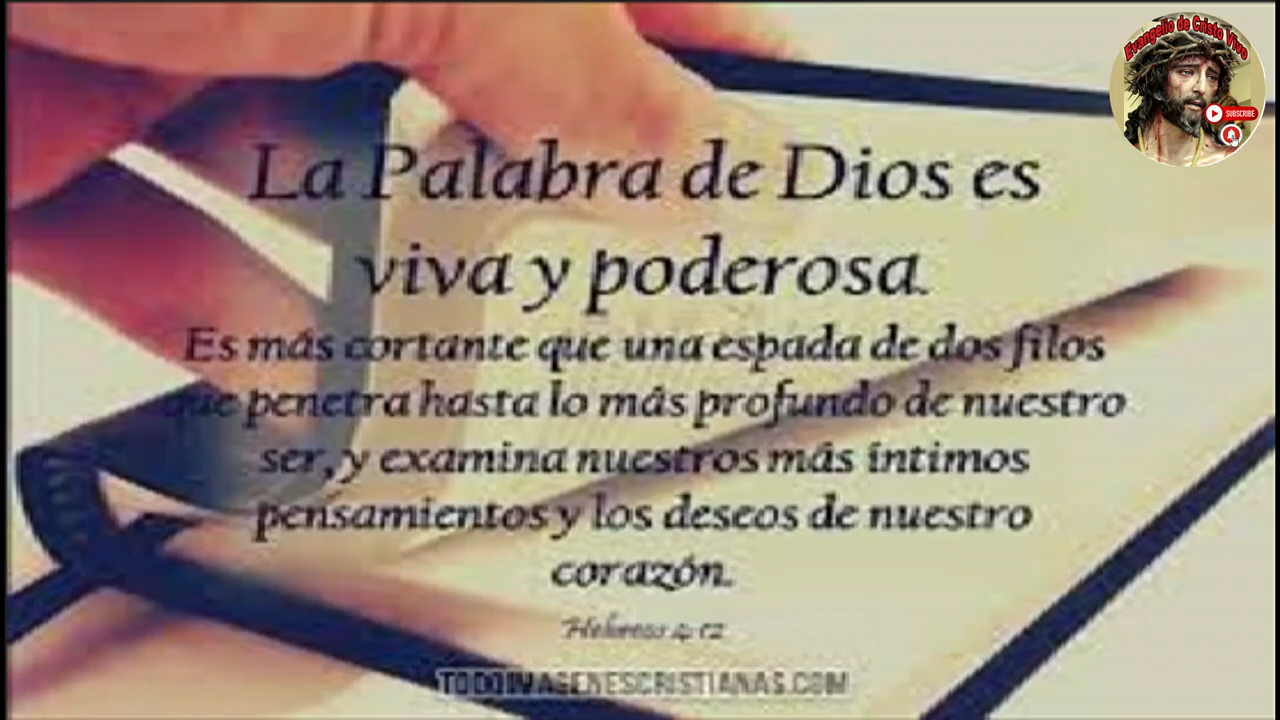 Evangelio de Cristo Vivo
SUBSCRIBE
La Palabra de Dios es
viva y poderosa.
Es más cortante que una espada de dos filos
que penetra hasta lo más profundo de nuestro
ser, y examina nuestros más íntimos
pensamientos y los deseos de nuestro
corazón.
Hebreos 4-12
TODOIMAGENESCRISTIANAS.COM